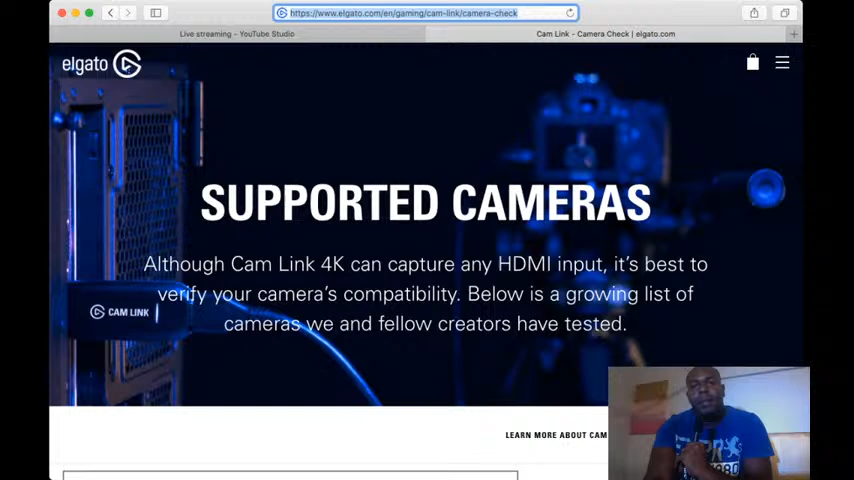 https://www.elgato.com/en/gaming/cam-link/camera-check
Live streaming - YouTube Studio
Cam Link - Camera Check | elgato.com
elgato
SUPPORTED CAMERAS
Although Cam Link 4K can capture any HDMI input, it's best to
verify your camera's compatibility. Below is a growing list of
cameras we and fellow creators have tested.
CAM LINK
LEARN MORE ABOUT CAM